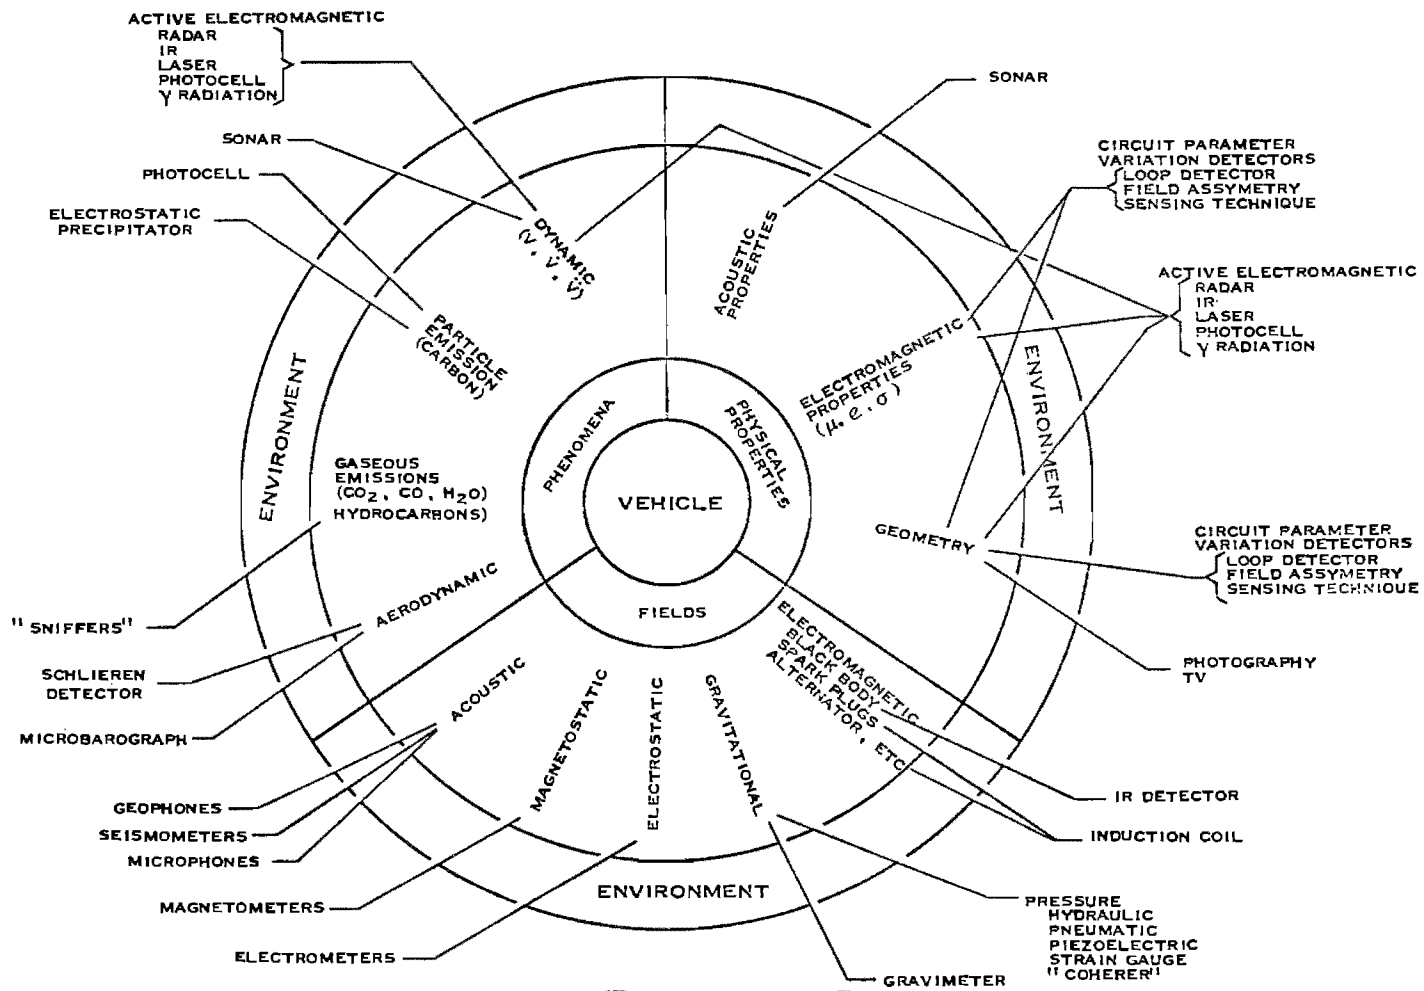 ACTIVE ELECTROMAGNETIC
RADAR
IR
LASER
PHOTOCELL
γ RADIATION
SONAR
PHOTOCELL
ELECTROSTATIC
PRECIPITATOR
SONAR
CIRCUIT PARAMETER
VARIATION DETECTORS
LOOP DETECTOR
FIELD ASSYMETRY
SENSING TECHNIQUE
ACTIVE ELECTROMAGNETIC
RADAR
IR
LASER
PHOTOCELL
γ RADIATION
DYNAMIC
(V, V̇, V̈)
ACOUSTIC
PROPERTIES
PARTICLE
EMISSION
(CARBON)
ELECTROMAGNETIC
PROPERTIES
(μ, e, σ)
ENVIRONMENT
ENVIRONMENT
PHENOMENA
PHYSICAL
PROPERTIES
VEHICLE
FIELDS
GASEOUS
EMISSIONS
(CO₂, CO, H₂O)
HYDROCARBONS)
GEOMETRY
CIRCUIT PARAMETER
VARIATION DETECTORS
LOOP DETECTOR
FIELD ASSYMETRY
SENSING TECHNIQUE
AERODYNAMIC
"SNIFFERS"
SCHLIEREN
DETECTOR
MICROBAROGRAPH
ACOUSTIC
MAGNETOSTATIC
ELECTROSTATIC
GRAVITATIONAL
ELECTROMAGNETIC
BLACK BODY
SPARK PLUGS
ALTERNATOR, ETC
PHOTOGRAPHY
TV
GEOPHONES
SEISMOMETERS
MICROPHONES
IR DETECTOR
INDUCTION COIL
ENVIRONMENT
MAGNETOMETERS
ELECTROMETERS
PRESSURE
HYDRAULIC
PNEUMATIC
PIEZOELECTRIC
STRAIN GAUGE
"COHERER"
GRAVIMETER